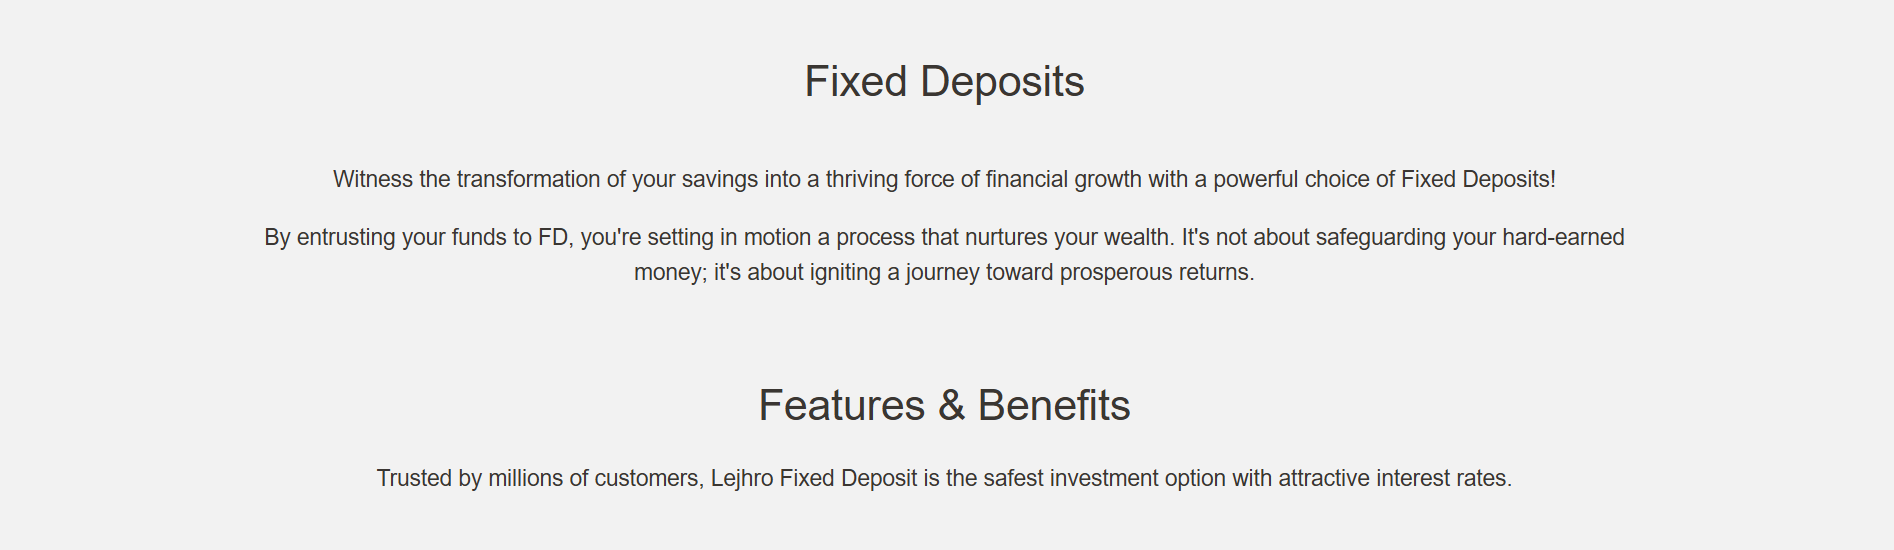 Fixed Deposits
Witness the transformation of your savings into a thriving force of financial growth with a powerful choice of Fixed Deposits!
By entrusting your funds to FD, you're setting in motion a process that nurtures your wealth. It's not about safeguarding your hard-earned
money; it's about igniting a journey toward prosperous returns.
Features & Benefits
Trusted by millions of customers, Lejhro Fixed Deposit is the safest investment option with attractive interest rates.